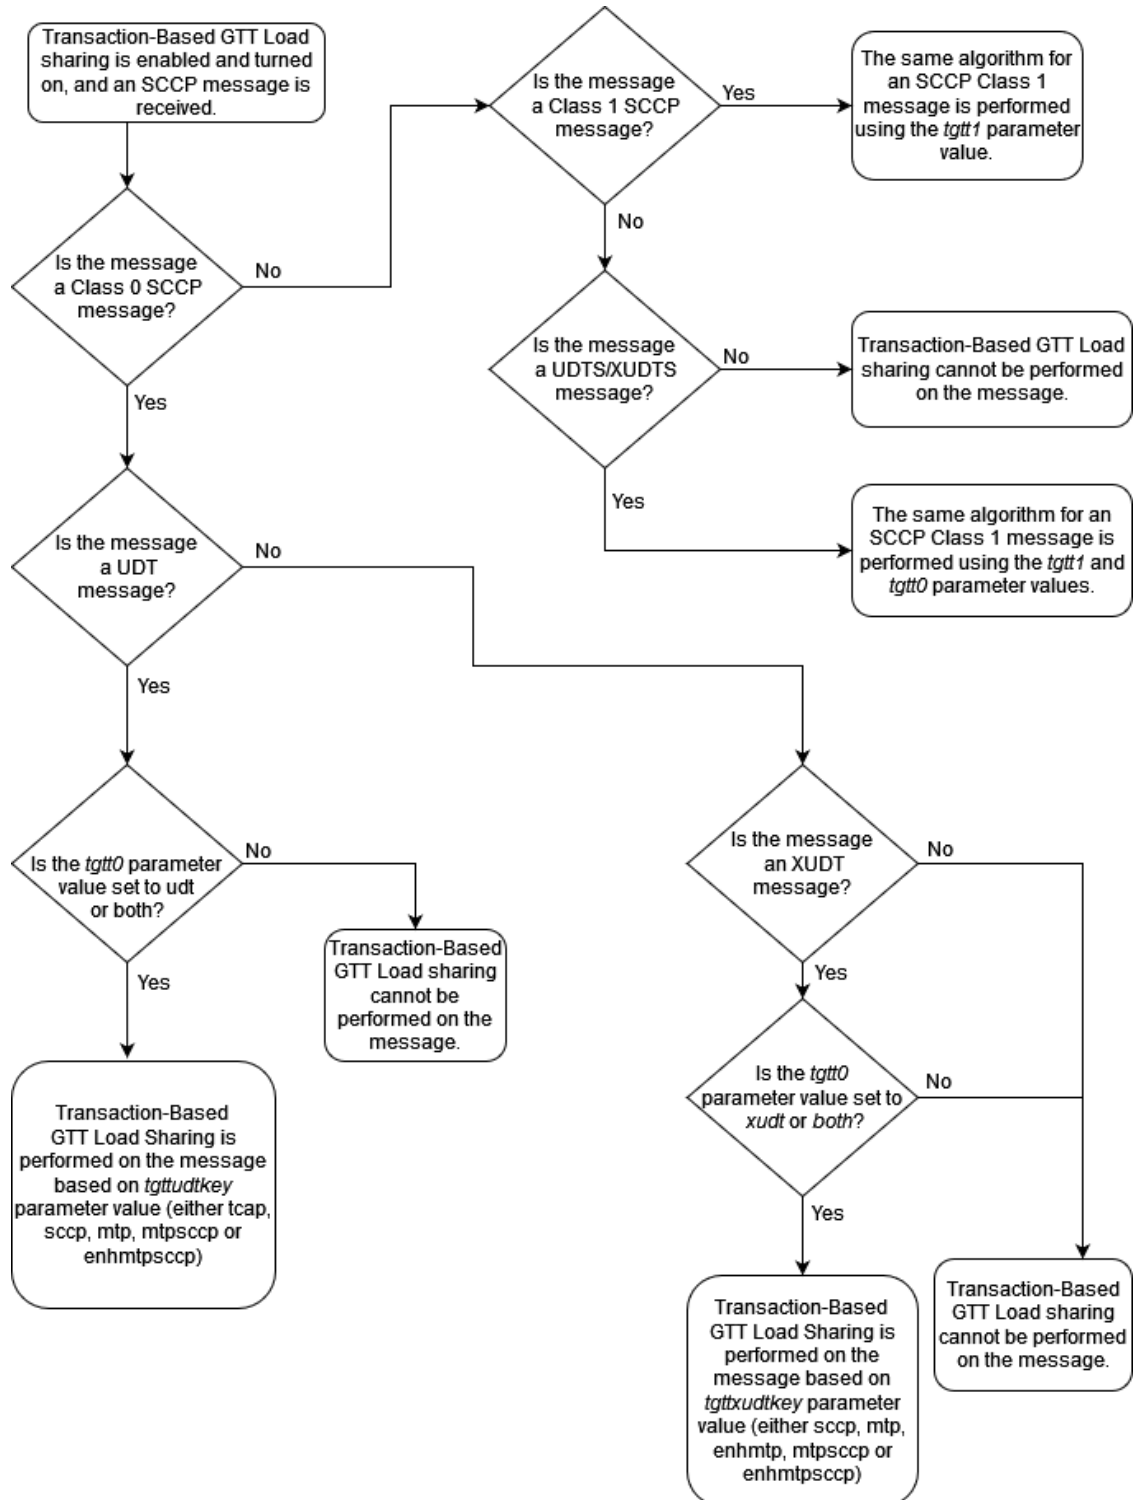 Transaction-Based GTT Load
sharing is enabled and turned
on, and an SCCP message is
received.
Is the message
a Class 1 SCCP
message?
Yes
The same algorithm for
an SCCP Class 1
message is performed
using the tgtt1 parameter
value.
No
Is the message
a Class 0 SCCP
message?
No
Is the message
a UDTS/XUDTS
message?
No
Transaction-Based GTT Load
sharing cannot be performed
on the message.
Yes
Yes
The same algorithm for an
SCCP Class 1 message is
performed using the tgtt1 and
tgtt0 parameter values.
Is the message
a UDT
message?
No
Yes
Is the tgtt0 parameter
value set to udt
or both?
No
Transaction-Based
GTT Load sharing
cannot be
performed on the
message.
Yes
Transaction-Based
GTT Load Sharing is
performed on the message
based on tgttudtkey
parameter value (either tcap,
sccp, mtp, mtpsccp or
enhmtpsccp)
Is the message
an XUDT
message?
No
Yes
Is the tgtt0
parameter value set to
xudt or both?
No
Yes
Transaction-Based
GTT Load Sharing is
performed on the
message based on
tgttxudtkey parameter
value (either sccp, mtp,
enhmtp, mtpsccp or
enhmtpsccp)
Transaction-Based
GTT Load sharing
cannot be performed
on the message.